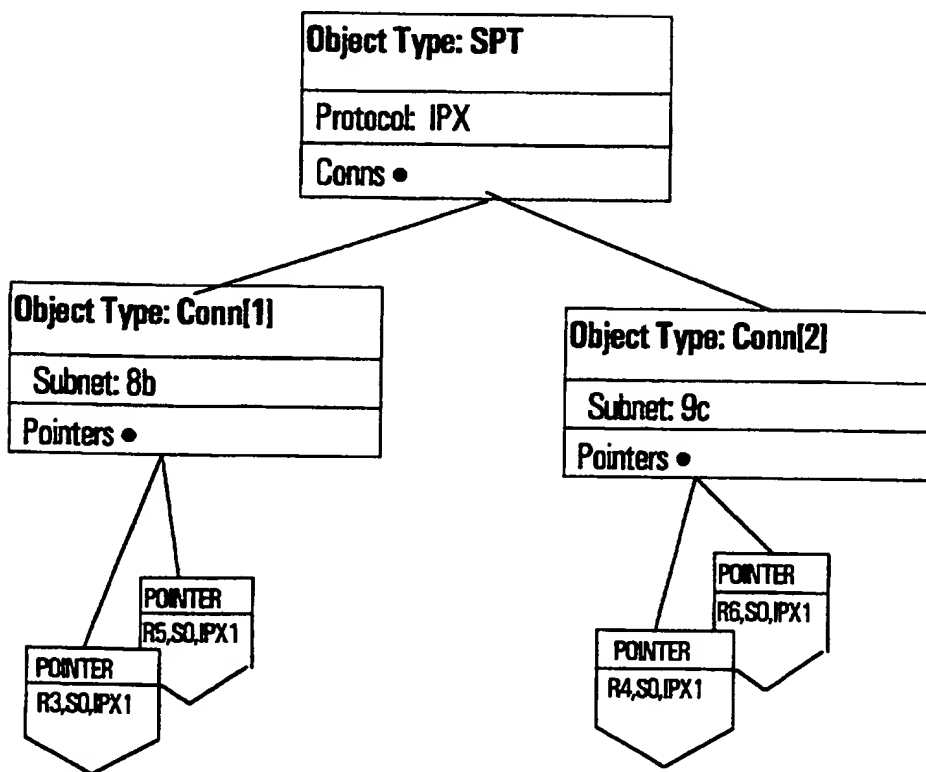 Object Type: SPT
Protocol: IPX
Conns •
Object Type: Conn[1]
Subnet: 8b
Pointers •
Object Type: Conn[2]
Subnet: 9c
Pointers •
POINTER
R5,S0,IPX1
POINTER
R3,S0,IPX1
POINTER
R6,S0,IPX1
POINTER
R4,S0,IPX1